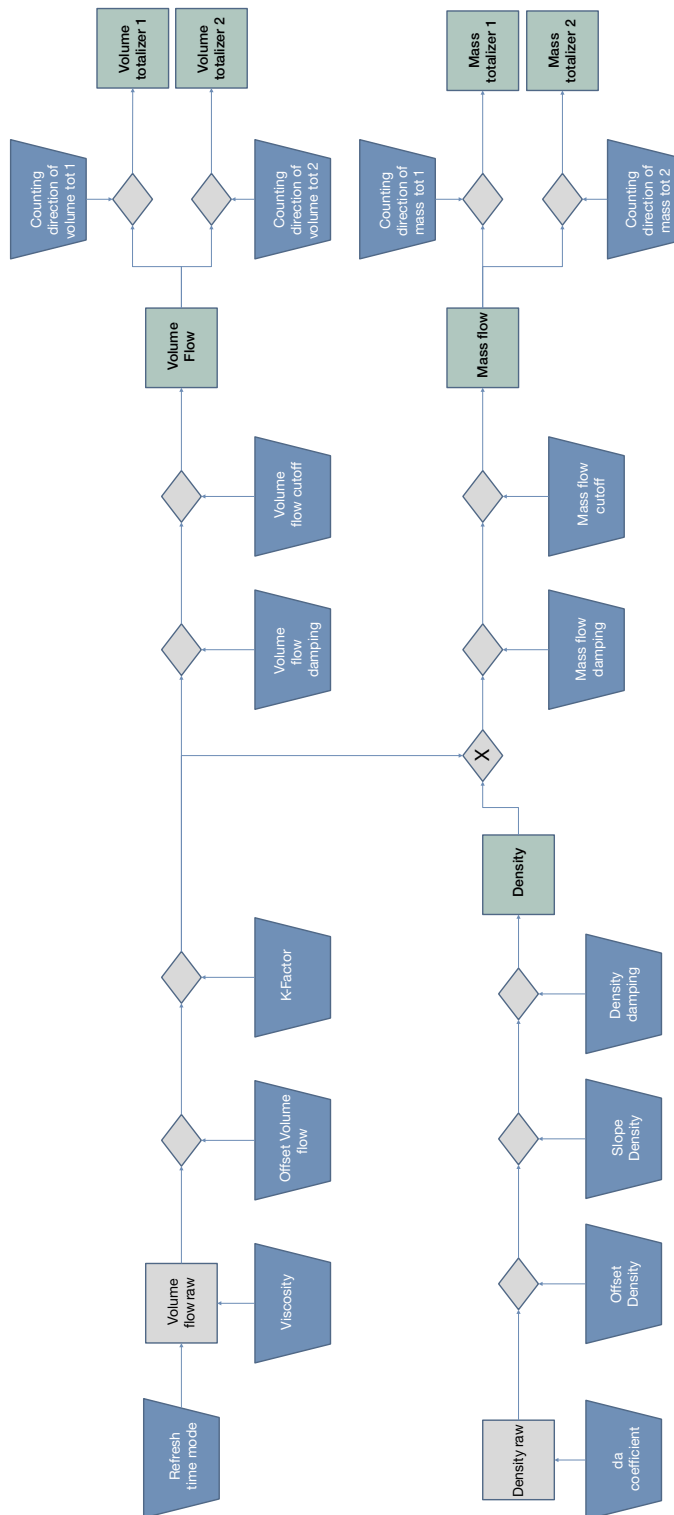 Refresh
time mode
Volume
flow raw
Viscosity
Offset Volume
flow
K-Factor
Volume
flow
damping
Volume
flow cutoff
Volume
Flow
Counting
direction of
volume tot 1
Counting
direction of
volume tot 2
Volume
totalizer 1
Volume
totalizer 2
Density raw
da
coefficient
Offset
Density
Slope
Density
Density
damping
Density
X
Mass flow
damping
Mass flow
cutoff
Mass flow
Counting
direction of
mass tot 1
Counting
direction of
mass tot 2
Mass
totalizer 1
Mass
totalizer 2